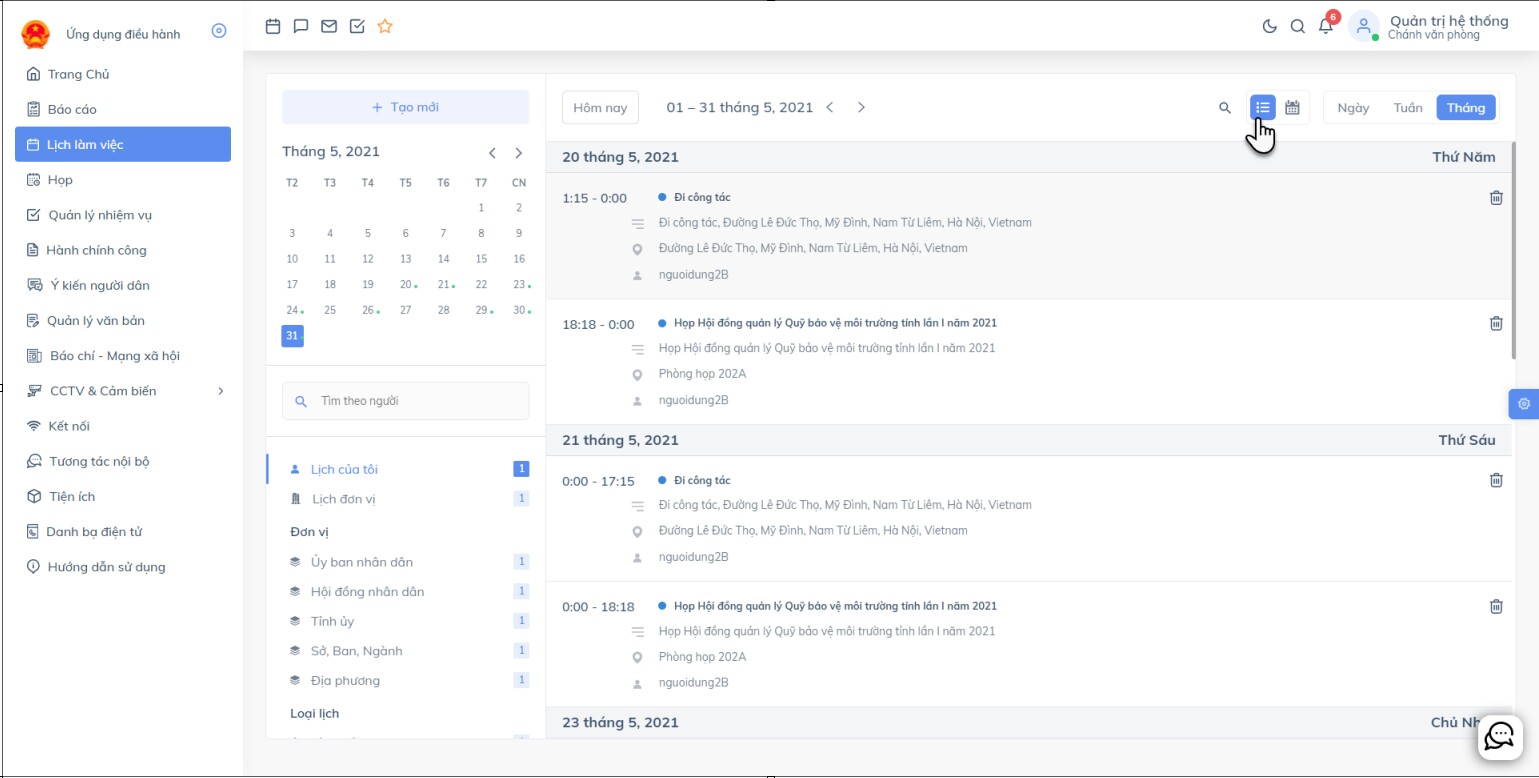 Ứng dụng điều hành
Trang Chủ
Báo cáo
Lịch làm việc
Họp
Quản lý nhiệm vụ
Hành chính công
Ý kiến người dân
Quản lý văn bản
Báo chí - Mạng xã hội
CCTV & Cảm biến
Kết nối
Tương tác nội bộ
Tiện ích
Danh bạ điện tử
Hướng dẫn sử dụng
6
Quản trị hệ thống
Chánh văn phòng
+ Tạo mới
Tháng 5, 2021
T2 T3 T4 T5 T6 T7 CN
1 2
3 4 5 6 7 8 9
10 11 12 13 14 15 16
17 18 19 20 21 22 23
24 25 26 27 28 29 30
31
Tìm theo người
Lịch của tôi 1
Lịch đơn vị 1
Đơn vị
Ủy ban nhân dân 1
Hội đồng nhân dân 1
Tỉnh ủy 1
Sở, Ban, Ngành 1
Địa phương 1
Loại lịch
Hôm nay
01 – 31 tháng 5, 2021
Ngày Tuần Tháng
20 tháng 5, 2021 Thứ Năm
1:15 - 0:00 Đi công tác
Đi công tác, Đường Lê Đức Thọ, Mỹ Đình, Nam Từ Liêm, Hà Nội, Vietnam
Đường Lê Đức Thọ, Mỹ Đình, Nam Từ Liêm, Hà Nội, Vietnam
nguoidung2B
18:18 - 0:00 Họp Hội đồng quản lý Quỹ bảo vệ môi trường tỉnh lần I năm 2021
Họp Hội đồng quản lý Quỹ bảo vệ môi trường tỉnh lần I năm 2021
Phòng họp 202A
nguoidung2B
21 tháng 5, 2021 Thứ Sáu
0:00 - 17:15 Đi công tác
Đi công tác, Đường Lê Đức Thọ, Mỹ Đình, Nam Từ Liêm, Hà Nội, Vietnam
Đường Lê Đức Thọ, Mỹ Đình, Nam Từ Liêm, Hà Nội, Vietnam
nguoidung2B
0:00 - 18:18 Họp Hội đồng quản lý Quỹ bảo vệ môi trường tỉnh lần I năm 2021
Họp Hội đồng quản lý Quỹ bảo vệ môi trường tỉnh lần I năm 2021
Phòng họp 202A
nguoidung2B
23 tháng 5, 2021 Chủ